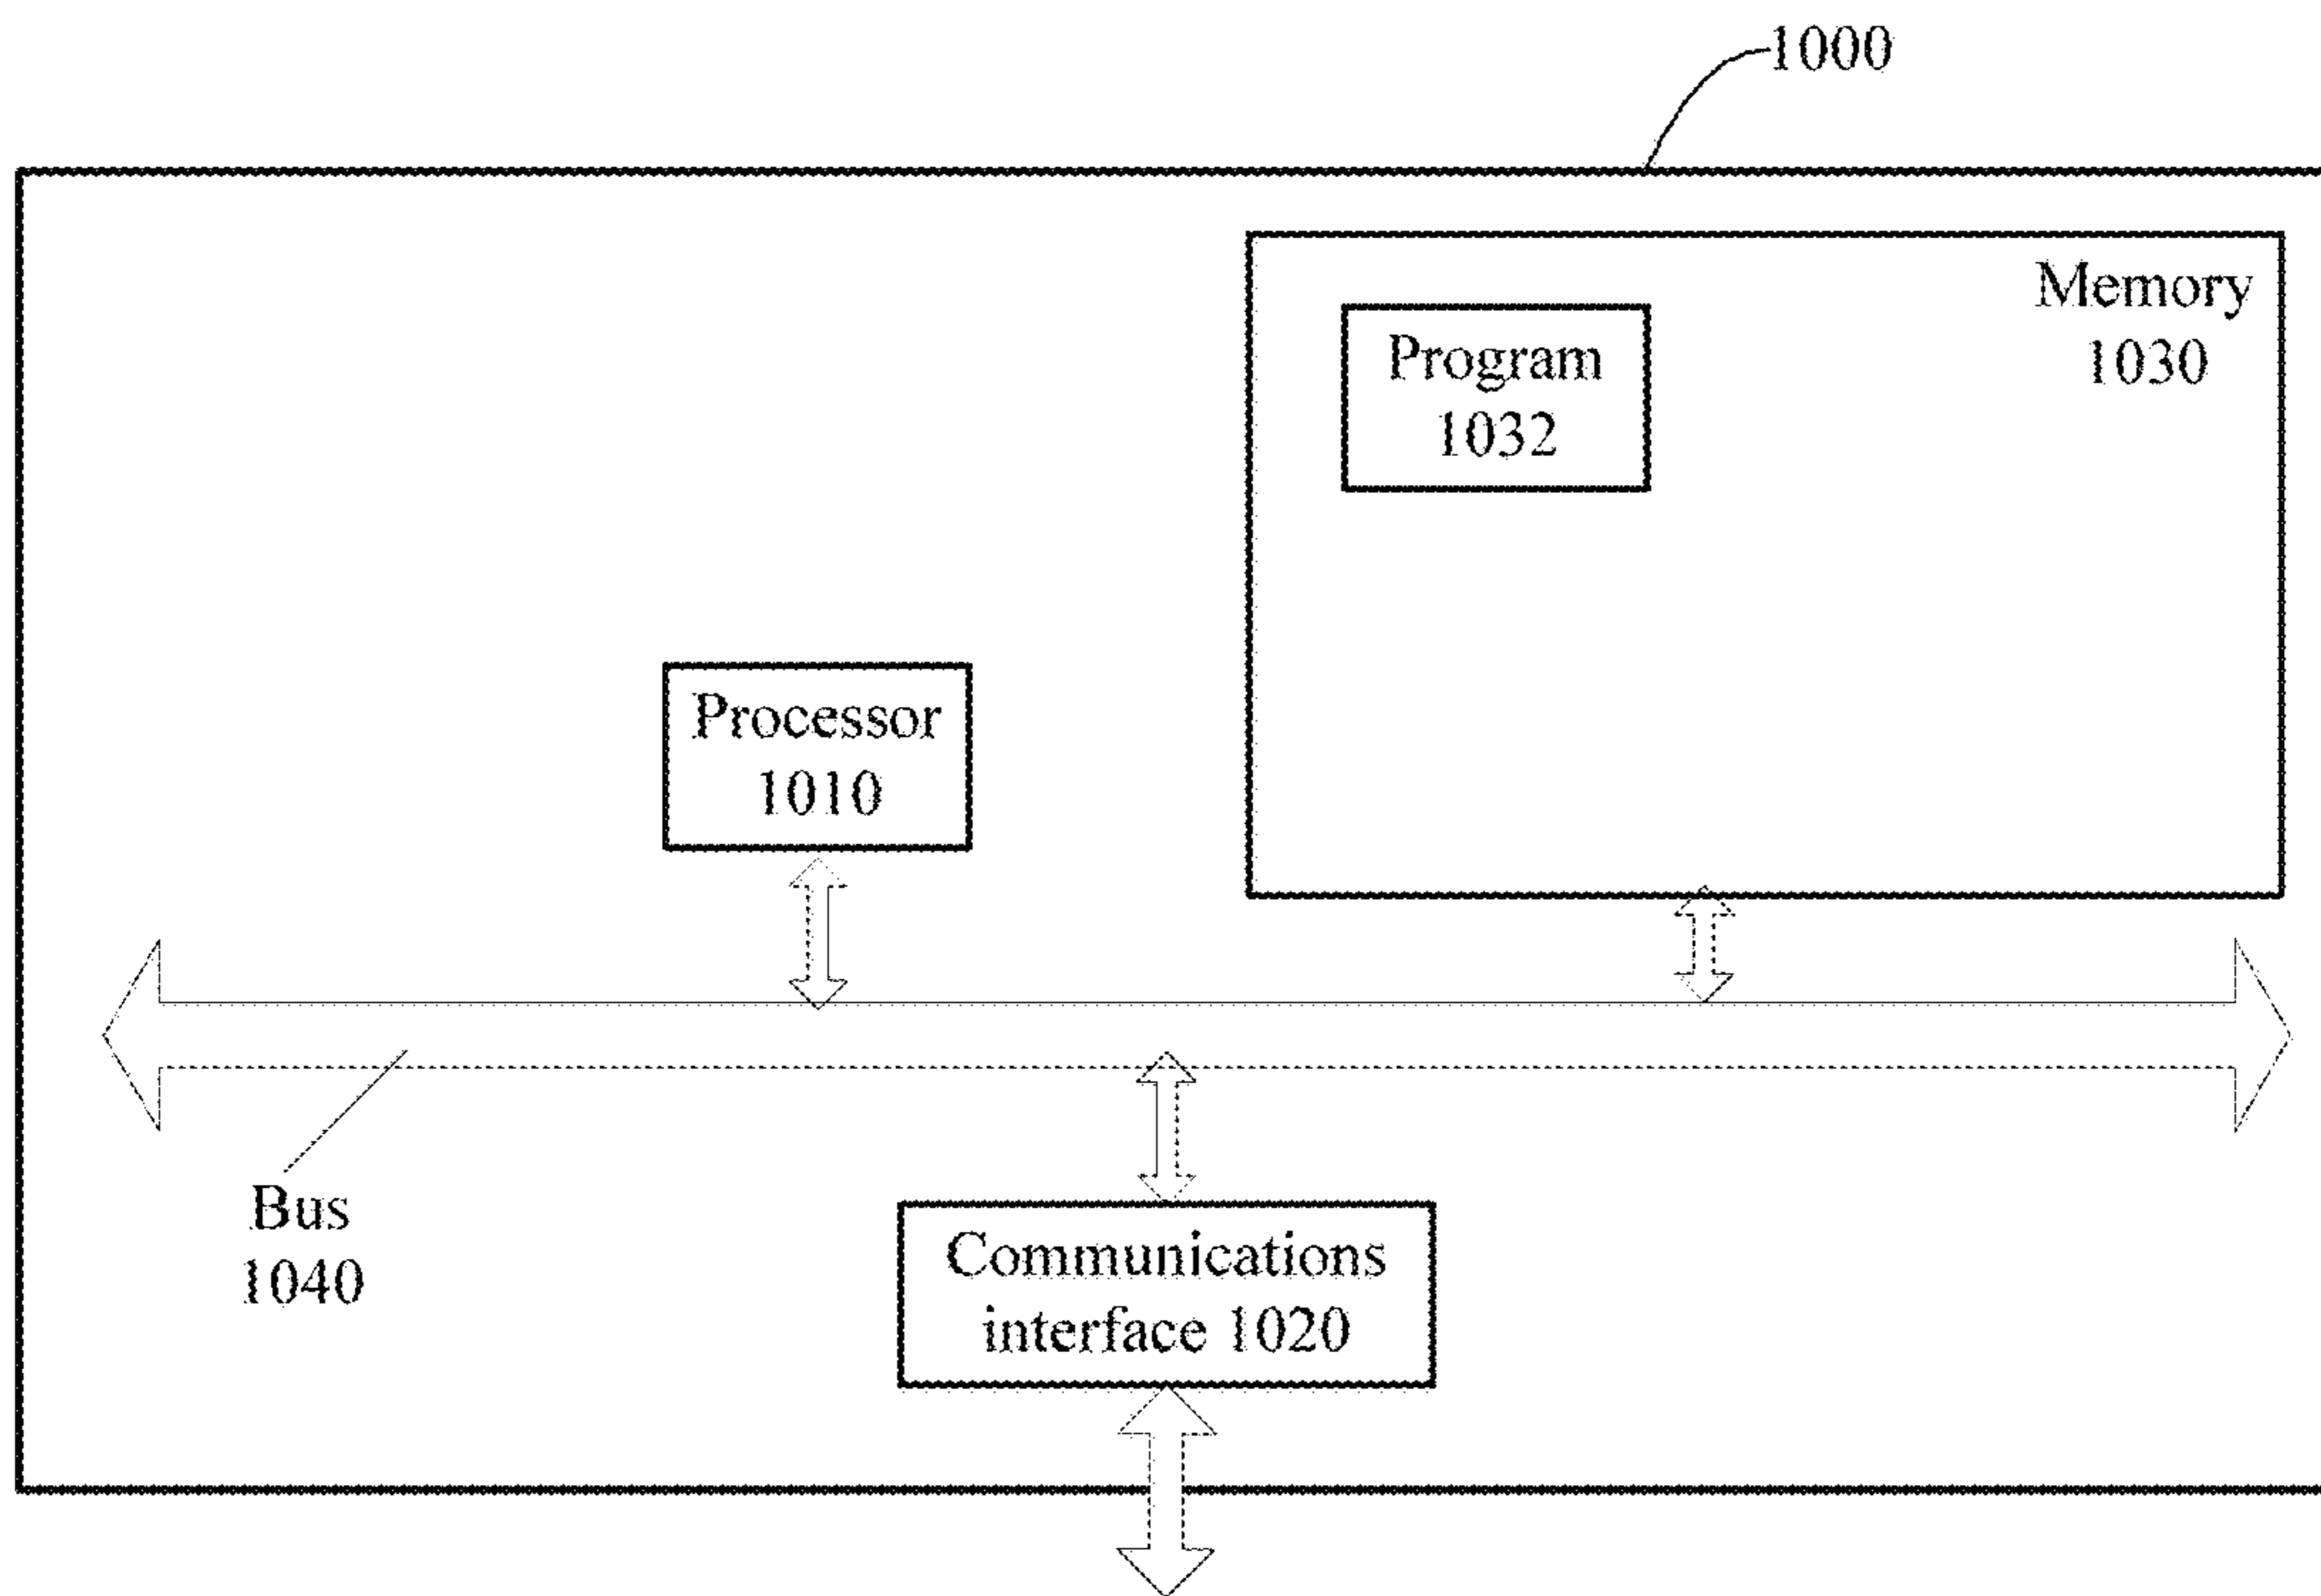 1000
Memory
1030
Program
1032
Processor
1010
Bus
1040
Communications
interface 1020